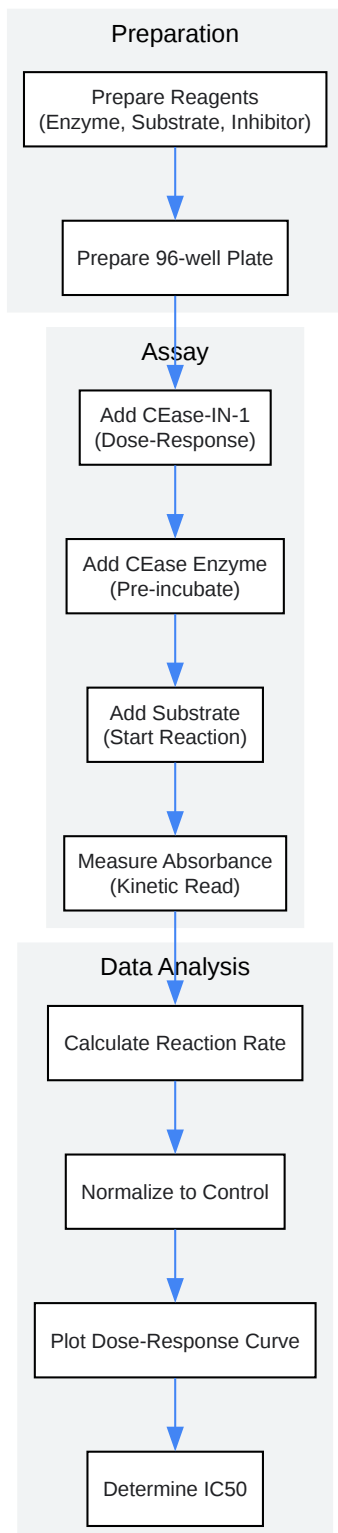 Preparation
Prepare Reagents
(Enzyme, Substrate, Inhibitor)
Prepare 96-well Plate
Assay
Add CEase-IN-1
(Dose-Response)
Add CEase Enzyme
(Pre-incubate)
Add Substrate
(Start Reaction)
Measure Absorbance
(Kinetic Read)
Data Analysis
Calculate Reaction Rate
Normalize to Control
Plot Dose-Response Curve
Determine IC50